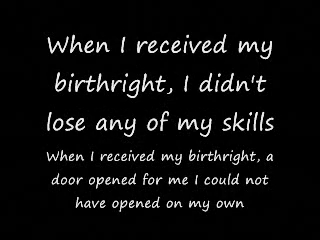 When I received my
birthright, I didn't
lose any of my skills
When I received my birthright, a
door opened for me I could not
have opened on my own